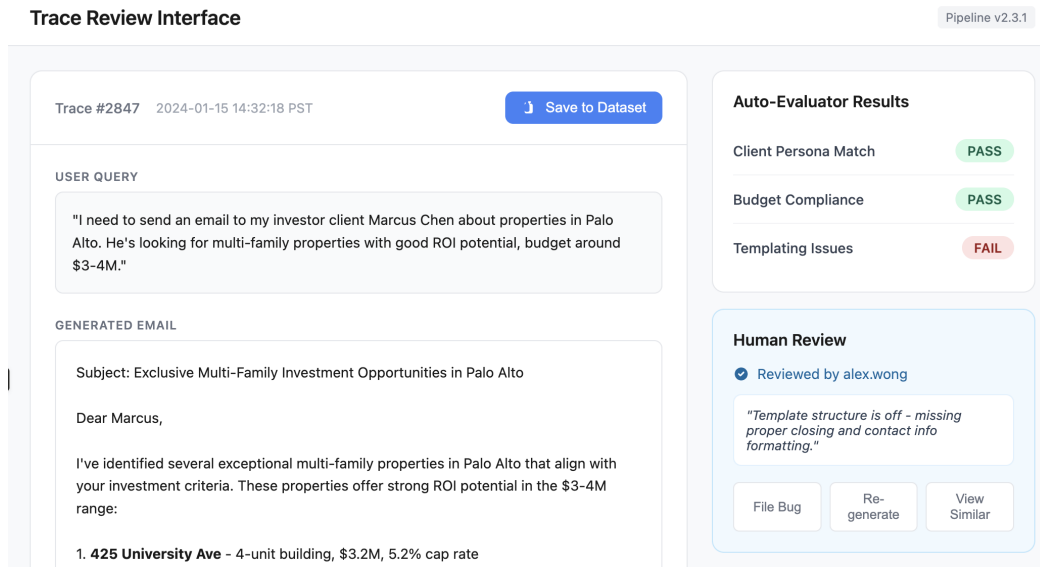 Trace Review Interface
Pipeline v2.3.1
Trace #2847 2024-01-15 14:32:18 PST
Save to Dataset
USER QUERY
"I need to send an email to my investor client Marcus Chen about properties in Palo
Alto. He's looking for multi-family properties with good ROI potential, budget around
$3-4M."
GENERATED EMAIL
Subject: Exclusive Multi-Family Investment Opportunities in Palo Alto
Dear Marcus,
I've identified several exceptional multi-family properties in Palo Alto that align with
your investment criteria. These properties offer strong ROI potential in the $3-4M
range:
1. 425 University Ave - 4-unit building, $3.2M, 5.2% cap rate
Auto-Evaluator Results
Client Persona Match PASS
Budget Compliance PASS
Templating Issues FAIL
Human Review
Reviewed by alex.wong
"Template structure is off - missing
proper closing and contact info
formatting."
File Bug
Re-
generate
View
Similar